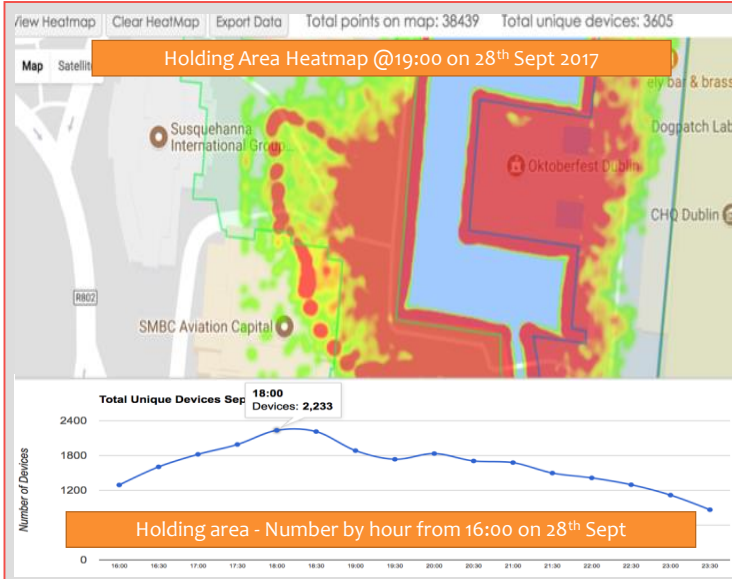 View Heatmap Clear HeatMap Export Data Total points on map: 38439 Total unique devices: 3605
Holding Area Heatmap @19:00 on 28th Sept 2017
Map
ely bar & brass
Susquehanna
International Group...
Dogpatch Lab
Oktoberfest Dublin
CHQ Dublin
R802
SMBC Aviation Capital
Total Unique Devices Sep
18:00
Devices: 2,233
2400
1800
1200
0
Number of Devices
Holding area - Number by hour from 16:00 on 28th Sept
16:00 16:30 17:00 17:30 18:00 18:30 19:00 19:30 20:00 20:30 21:00 21:30 22:00 22:30 23:00 23:30